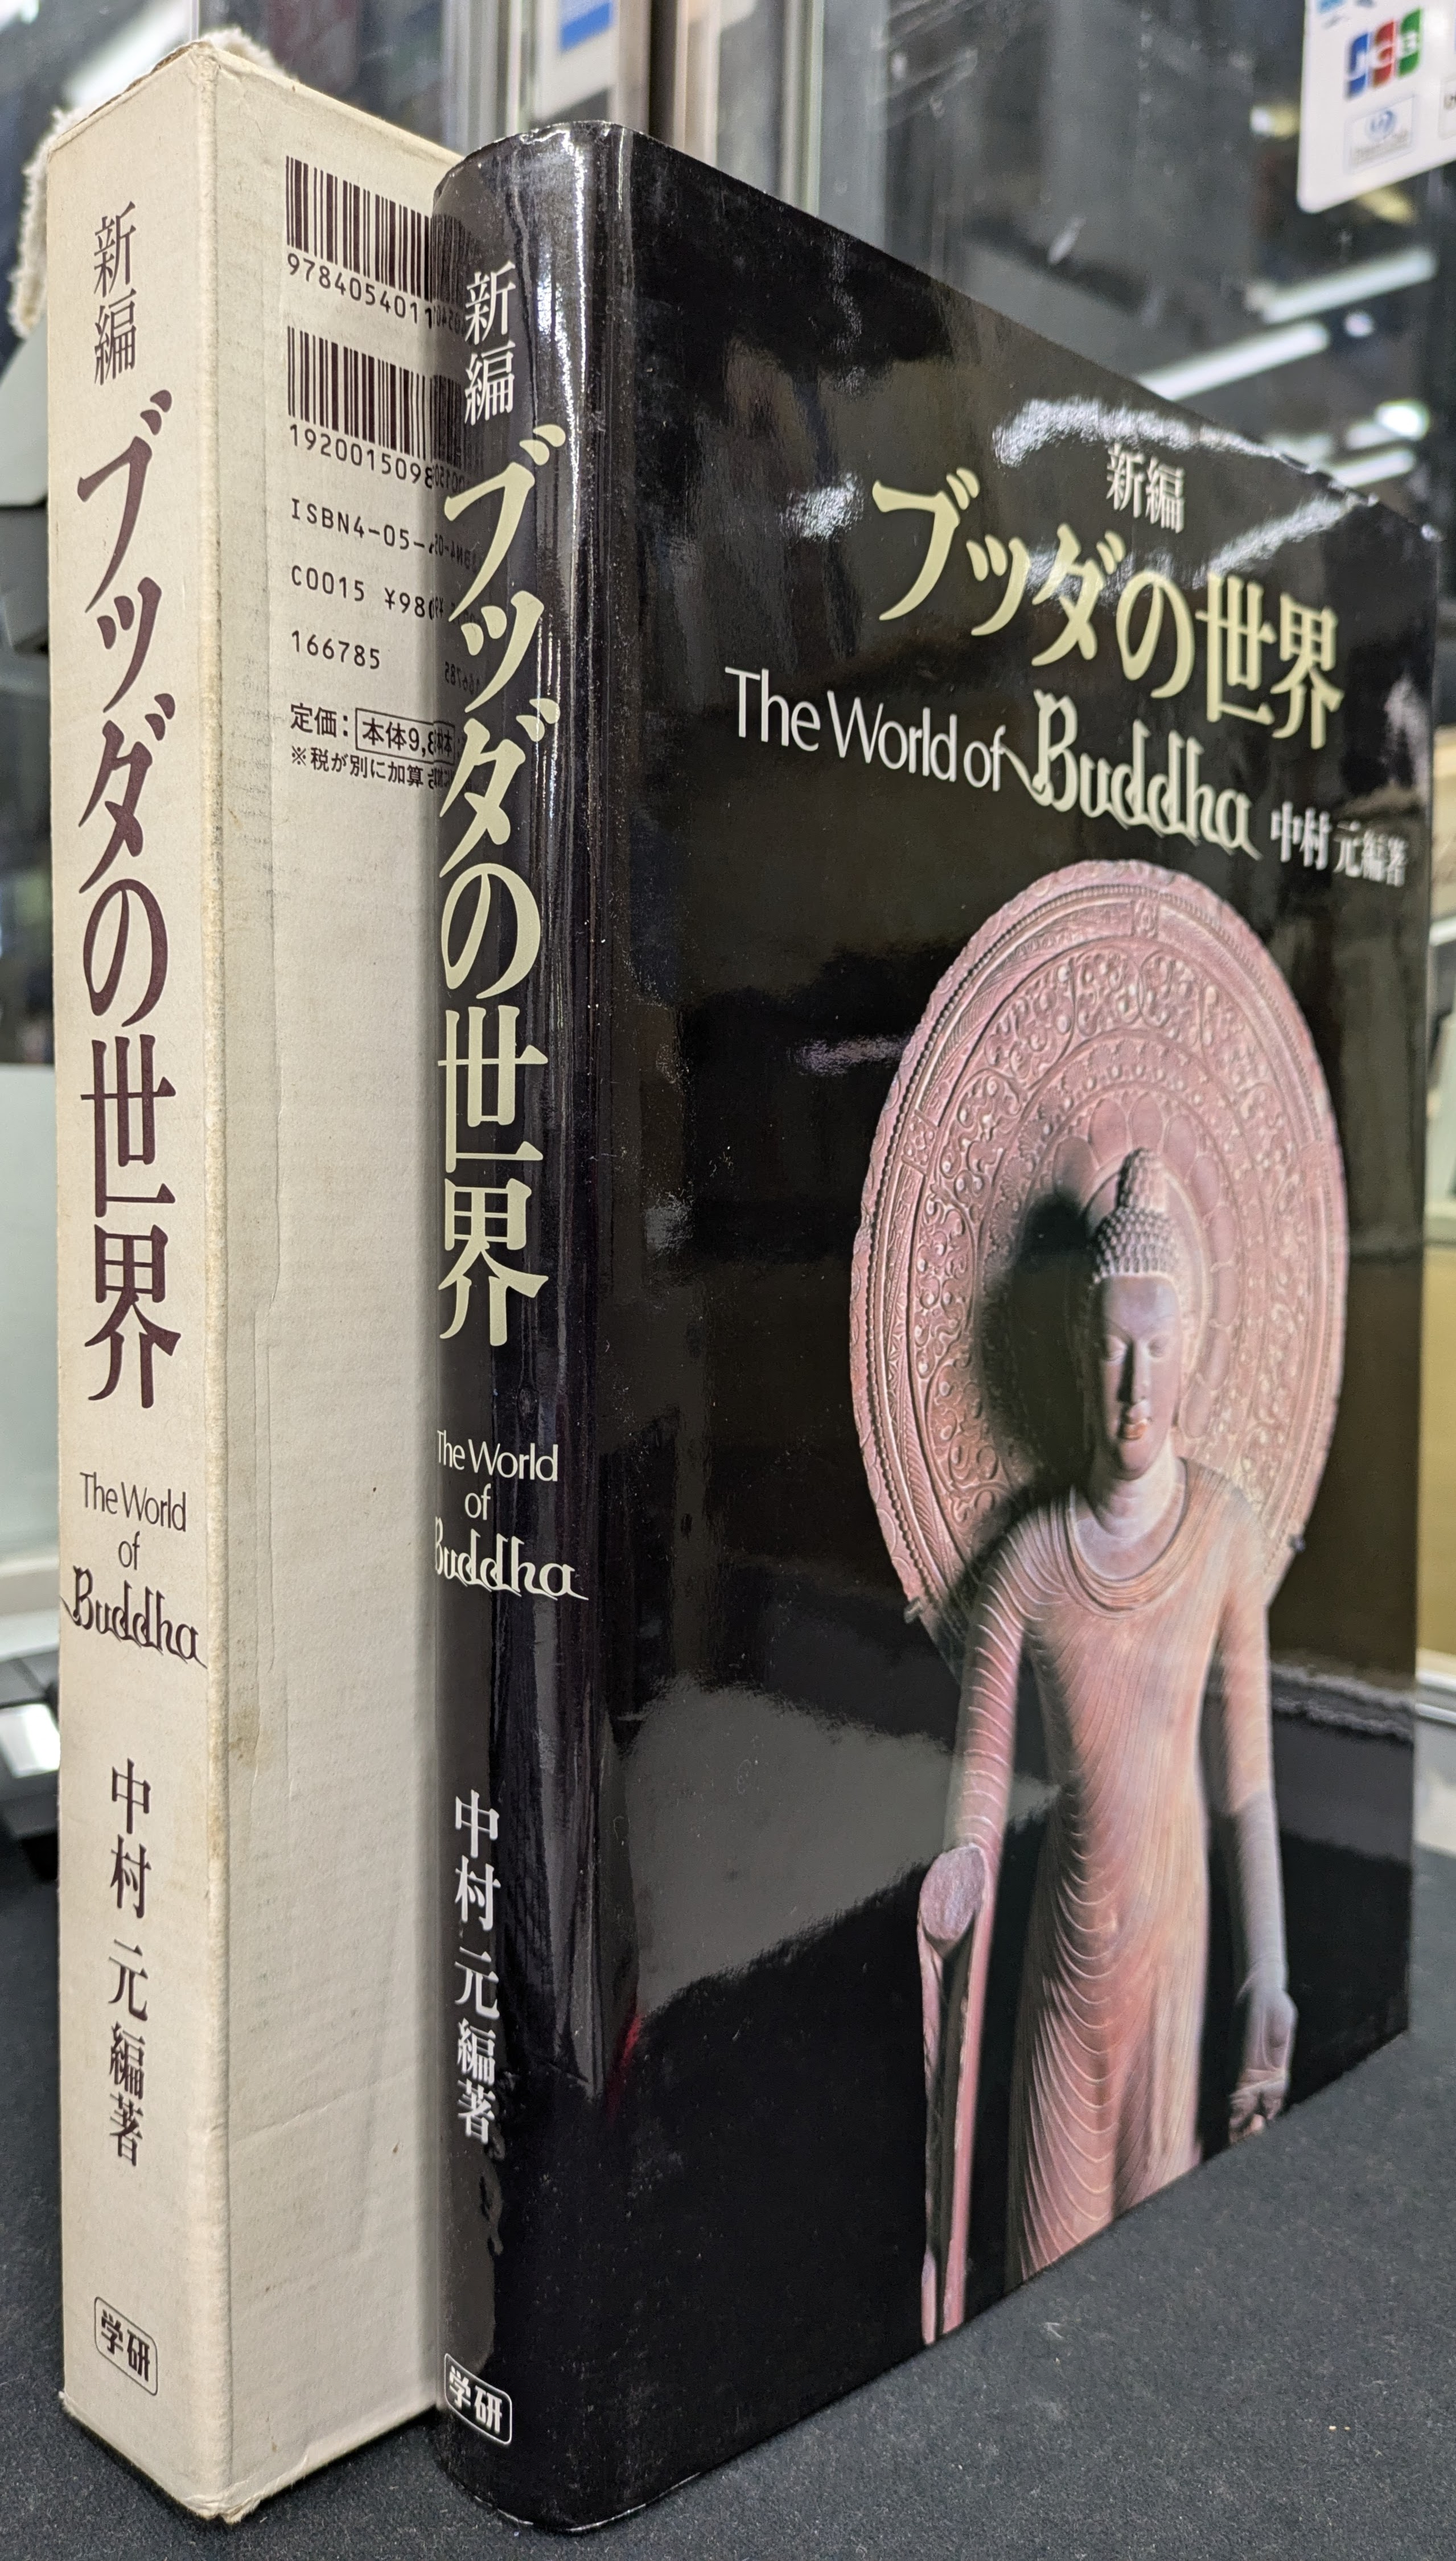 新編
ブッダの世界
The World
of
Buddha
中村 元 編著
学研
9784054011
192001509
ISBN4-05-
C0015 ¥980
166785
定価：本体9,8
※税が別に加算
新編
ブッダの世界
The World
of
Buddha
中村 元 編著
学研
新編
ブッダの世界
The World of Buddha
中村 元 編著
JCB